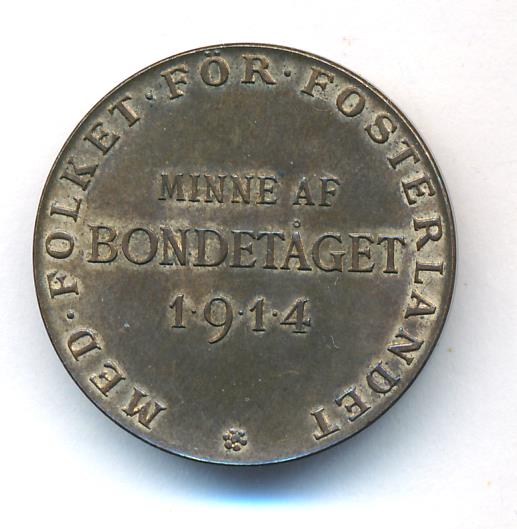 MED·FOLKET·FÖR·FOSTERLANDET
MINNE AF
BONDETÅGET
1·9·1·4